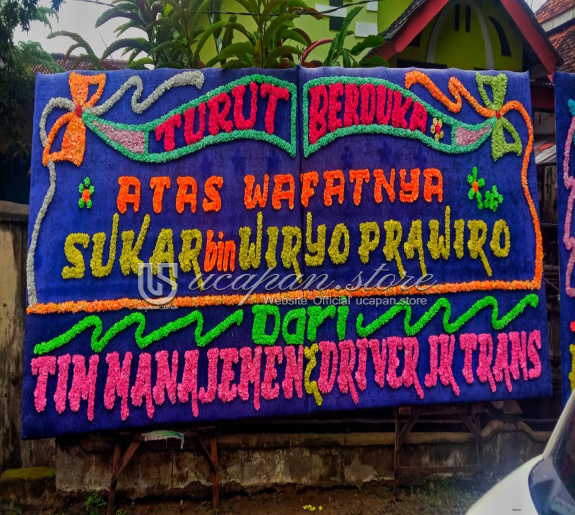 TURUT BERDUKA
ATAS WAFATNYA
SUKAR bin WIRYO PRAWIRO
ucapan.store
Website Official ucapan.store
Dari
TIM MANAJEMEN & DRIVER JK TRANS